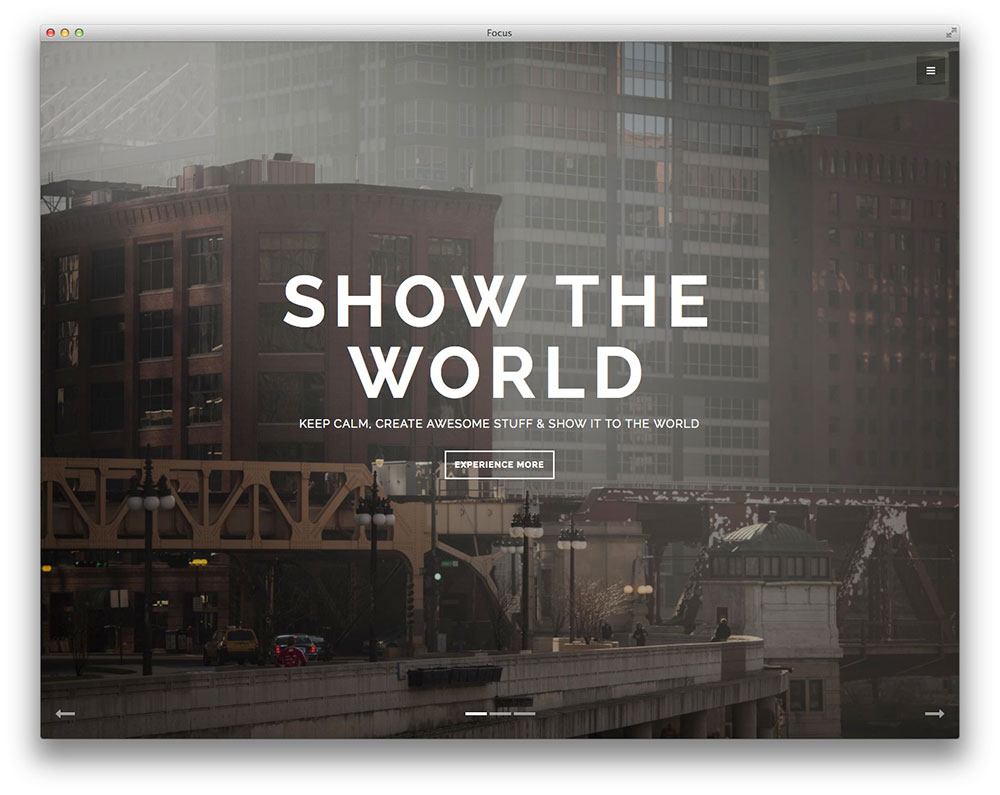 Focus
SHOW THE
WORLD
KEEP CALM, CREATE AWESOME STUFF & SHOW IT TO THE WORLD
EXPERIENCE MORE